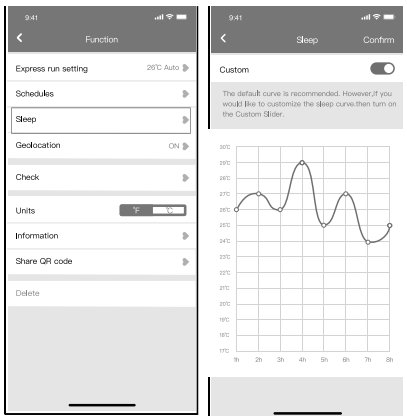 9:41
Function
Express run setting 26℃ Auto
Schedules
Sleep
Geolocation ON
Check
Units °F ℃
Information
Share QR code
Delete
9:41
Sleep Confirm
Custom
The default curve is recommended. However,if you
would like to customize the sleep curve.then turn on
the Custom Slider.
30℃
29℃
28℃
27℃
26℃
25℃
24℃
23℃
22℃
21℃
20℃
19℃
18℃
17℃
1h 2h 3h 4h 5h 6h 7h 8h